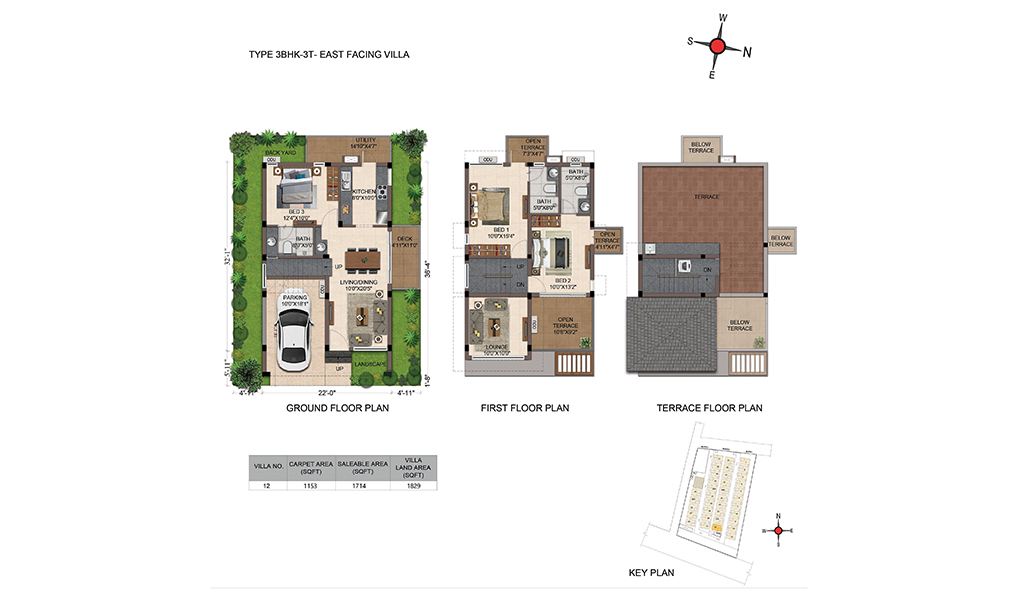 W
S
N
E
TYPE 3BHK-3T- EAST FACING VILLA
UTILITY
14'10"X4'7"
BACK YARD
ODU
KITCHEN
8'0"X10'0"
BED 3
12'4"X10'0"
BATH
DECK
4'11"X11'0"
UP
LIVING/DINING
10'0"X20'5"
ODU
PARKING
10'0"X18'1"
LANDSCAPE
UP
32'-1"
5'-11"
36'-4"
1'-8"
4'-11"
22'-0"
4'-11"
GROUND FLOOR PLAN
OPEN
TERRACE
7'3"X4'7"
ODU
ODU
BATH
5'0"X8'0"
BATH
5'0"X8'0"
BED 1
10'0"X15'4"
OPEN
TERRACE
4'11"X4'7"
UP
DN
BED 2
10'0"X13'2"
LOUNGE
10'0"X10'0"
ODU
OPEN
TERRACE
10'8"X9'2"
FIRST FLOOR PLAN
BELOW
TERRACE
TERRACE
BELOW
TERRACE
DN
BELOW
TERRACE
TERRACE FLOOR PLAN
VILLA NO. CARPET AREA (SQFT) SALEABLE AREA (SQFT) VILLA LAND AREA (SQFT)
12 1153 1714 1829
N
W
E
S
KEY PLAN